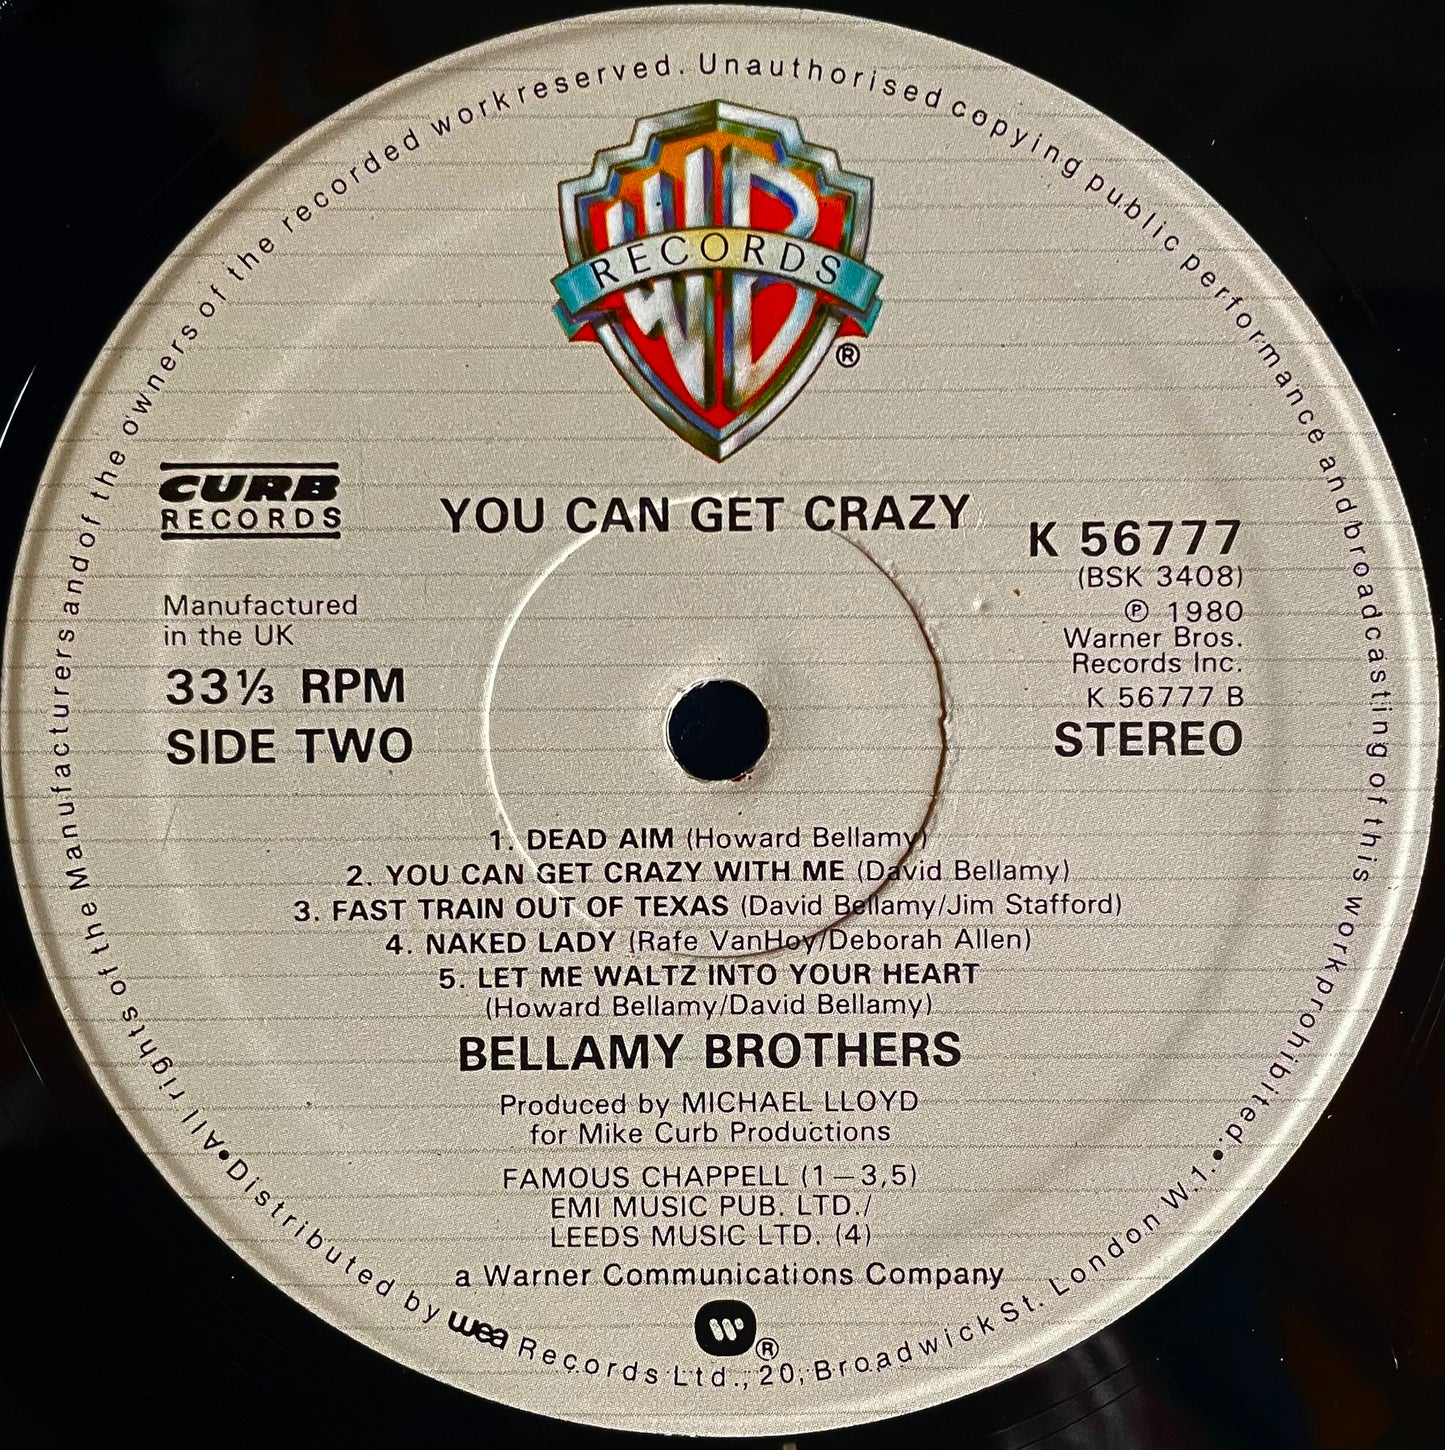 All rights of the Manufacturers and of the owners of the recorded work reserved. Unauthorised copying public performance and broadcasting of this work prohibited.
WB
RECORDS
®
CURB
RECORDS
YOU CAN GET CRAZY
K 56777
(BSK 3408)
℗ 1980
Warner Bros.
Records Inc.
K 56777 B
STEREO
Manufactured
in the UK
33⅓ RPM
SIDE TWO
1. DEAD AIM (Howard Bellamy)
2. YOU CAN GET CRAZY WITH ME (David Bellamy)
3. FAST TRAIN OUT OF TEXAS (David Bellamy/Jim Stafford)
4. NAKED LADY (Rafe VanHoy/Deborah Allen)
5. LET ME WALTZ INTO YOUR HEART
(Howard Bellamy/David Bellamy)
BELLAMY BROTHERS
Produced by MICHAEL LLOYD
for Mike Curb Productions
FAMOUS CHAPPELL (1–3,5)
EMI MUSIC PUB. LTD./
LEEDS MUSIC LTD. (4)
a Warner Communications Company
®
•Distributed by wea Records Ltd., 20, Broadwick St. London W.1.•